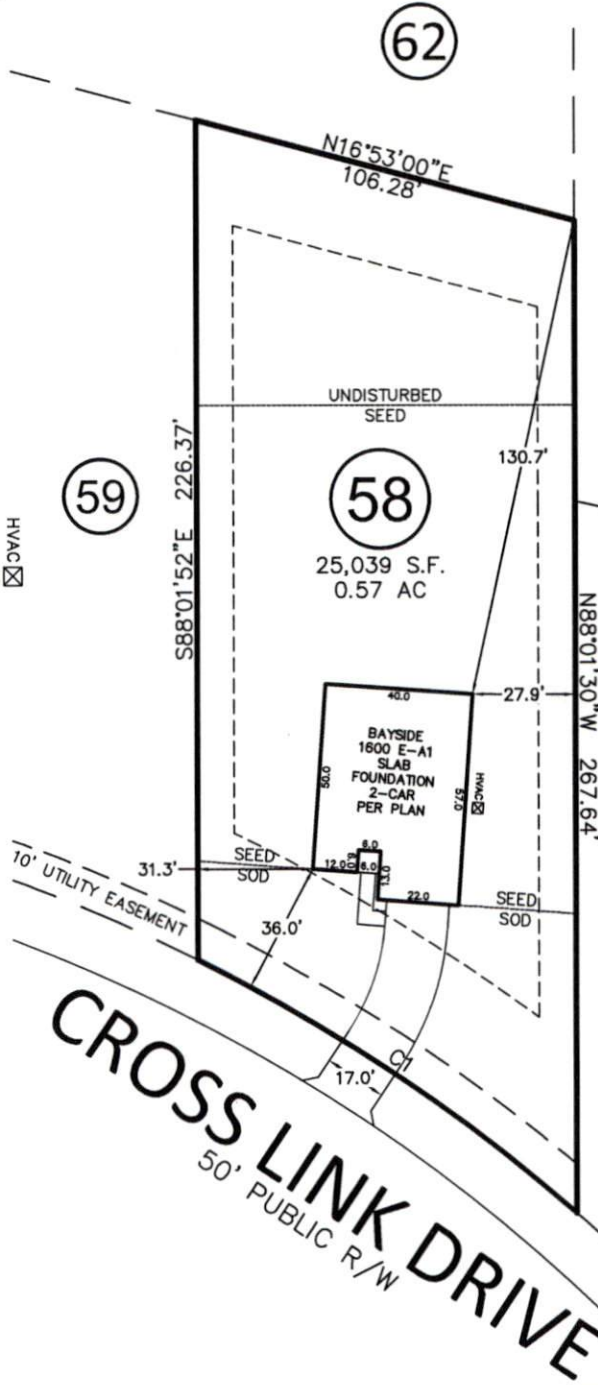 62
N16°53'00"E
106.28'
UNDISTURBED
SEED
S88°01'52"E 226.37'
59
58
130.7'
HVAC
25,039 S.F.
0.57 AC
N88°01'30"W 267.64'
40.0
27.9'
BAYSIDE
1600 E-A1
SLAB
FOUNDATION
2-CAR
PER PLAN
50.0
57.0
HVAC
6.0
12.0
6.0
6.0
13.0
22.0
31.3'
SEED
SOD
SEED
SOD
10' UTILITY EASEMENT
36.0'
C1
17.0'
CROSS LINK DRIVE
50' PUBLIC R/W